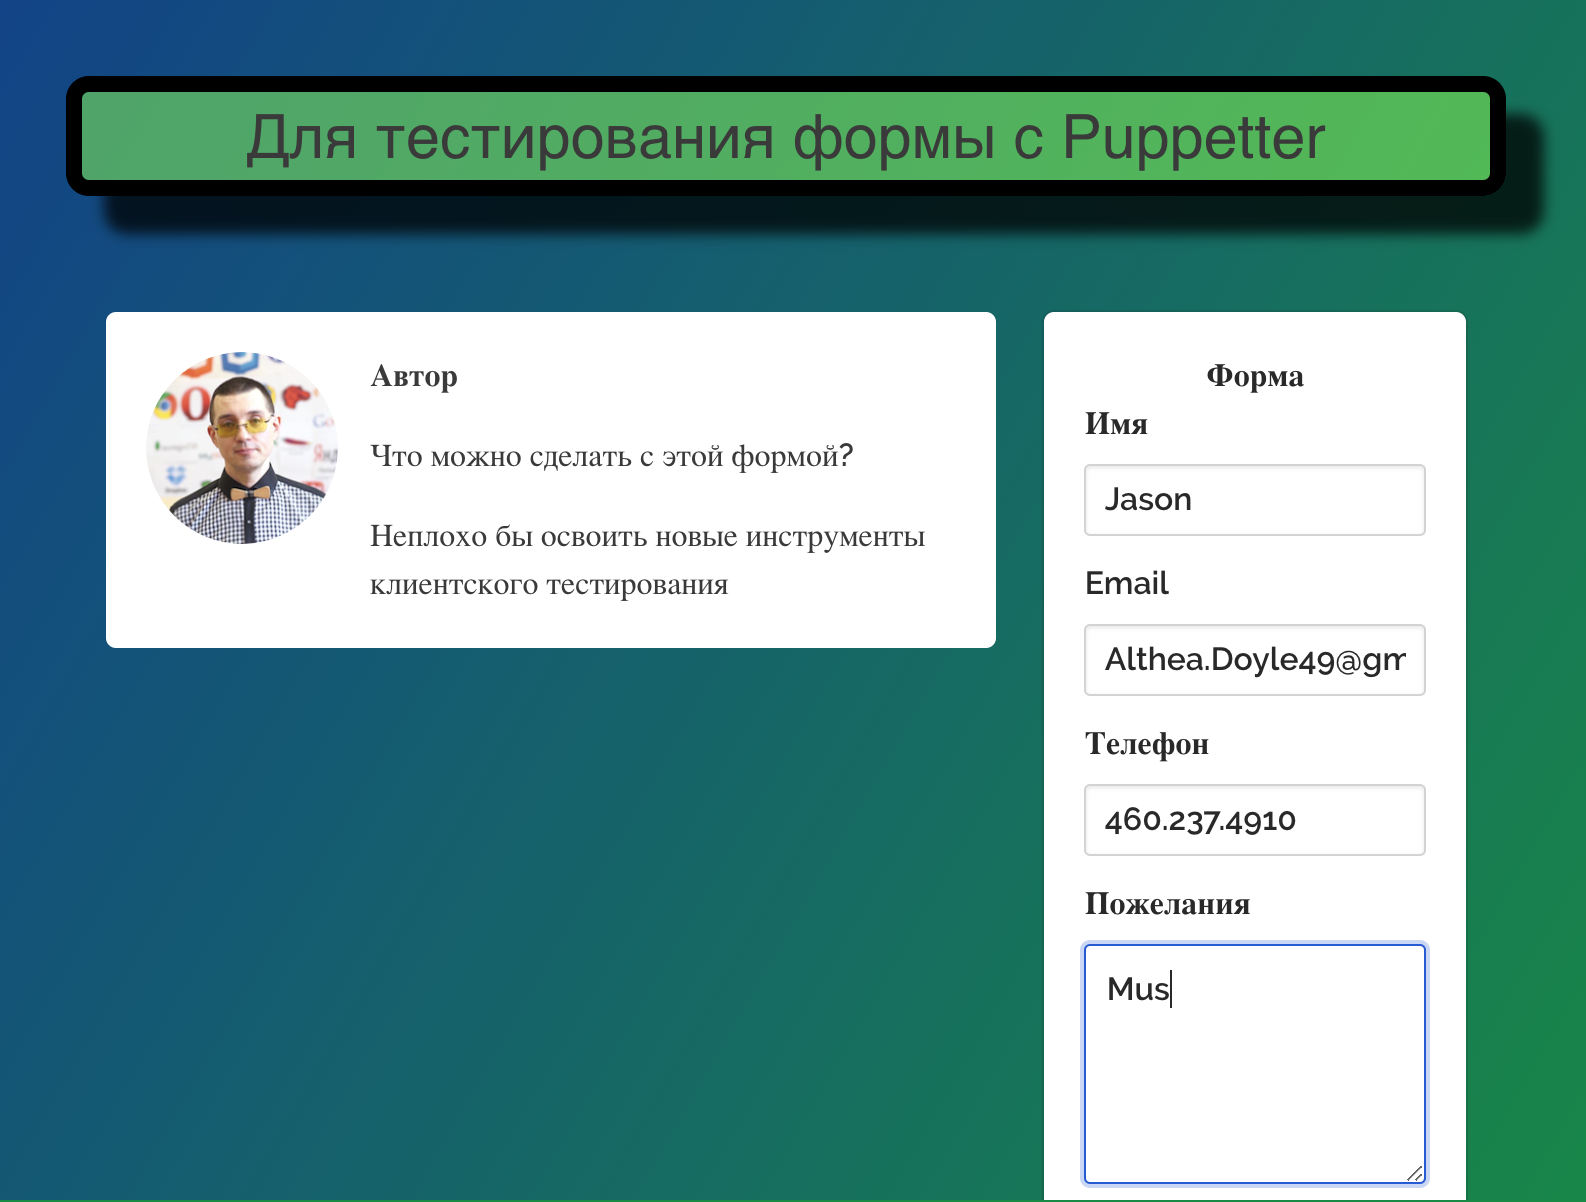 Для тестирования формы с Puppetter
Автор
Что можно сделать с этой формой?
Неплохо бы освоить новые инструменты
клиентского тестирования
Форма
Имя
Jason
Email
Althea.Doyle49@gm
Телефон
460.237.4910
Пожелания
Mus